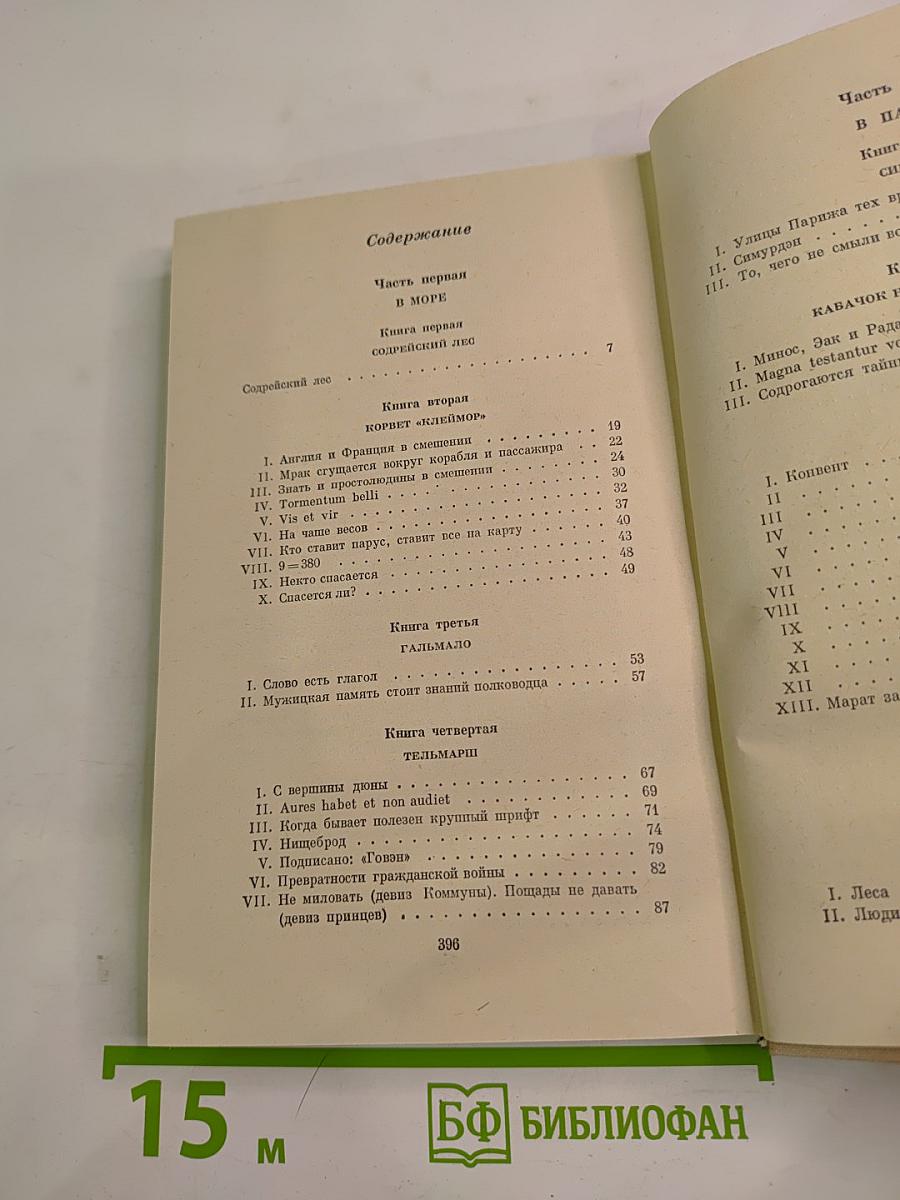 Содержание
Часть первая
В МОРЕ
Книга первая
СОДРЕЙСКИЙ ЛЕС
Содрейский лес . . . . . . . . . . . . . . . . . . . 7
Книга вторая
КОРВЕТ «КЛЕЙМОР»
I. Англия и Франция в смешении . . . . . . . . . 19
II. Мрак сгущается вокруг корабля и пассажира . . 22
III. Знать и простолюдины в смешении . . . . . . . . 24
IV. Tormentum belli . . . . . . . . . . . . . . . 30
V. Vis et vir . . . . . . . . . . . . . . . . . 32
VI. На чаше весов . . . . . . . . . . . . . . . . 37
VII. Кто ставит парус, ставит все на карту . . . . . . 40
VIII. 9=380 . . . . . . . . . . . . . . . . . . 43
IX. Некто спасается . . . . . . . . . . . . . . . 48
X. Спасется ли? . . . . . . . . . . . . . . . . . 49
Книга третья
ГАЛЬМАЛО
I. Слово есть глагол . . . . . . . . . . . . . . . . 53
II. Мужицкая память стоит знаний полководца . . . . . 57
Книга четвертая
ТЕЛЬМАРШ
I. С вершины дюны . . . . . . . . . . . . . . . . . 67
II. Aures habet et non audiet . . . . . . . . . . . . 69
III. Когда бывает полезен крупный шрифт . . . . . . 71
IV. Нищеброд . . . . . . . . . . . . . . . . . . . 74
V. Подписано: «Говэн» . . . . . . . . . . . . . . . 79
VI. Превратности гражданской войны . . . . . . . . . 82
VII. Не миловать (девиз Коммуны). Пощады не давать
(девиз принцев) . . . . . . . . . . . . . . . . . 87
396
Часть
В
I. Улицы Парижа тех
II. Симурдэн . . . . .
III. То, чего не смыли
КАБАЧОК
I. Минос, Эак и
II. Magna testantur
III. Содрогаются
I. Конвент . . .
II . . . . .
III . . . . .
IV . . . . .
V . . . . .
VI . . . . .
VII . . . . .
VIII . . . . .
IX . . . . .
X . . . . .
XI . . . . .
XII . . . . .
XIII. Марат
I. Леса
II.
15 м
БФ БИБЛИОФАН